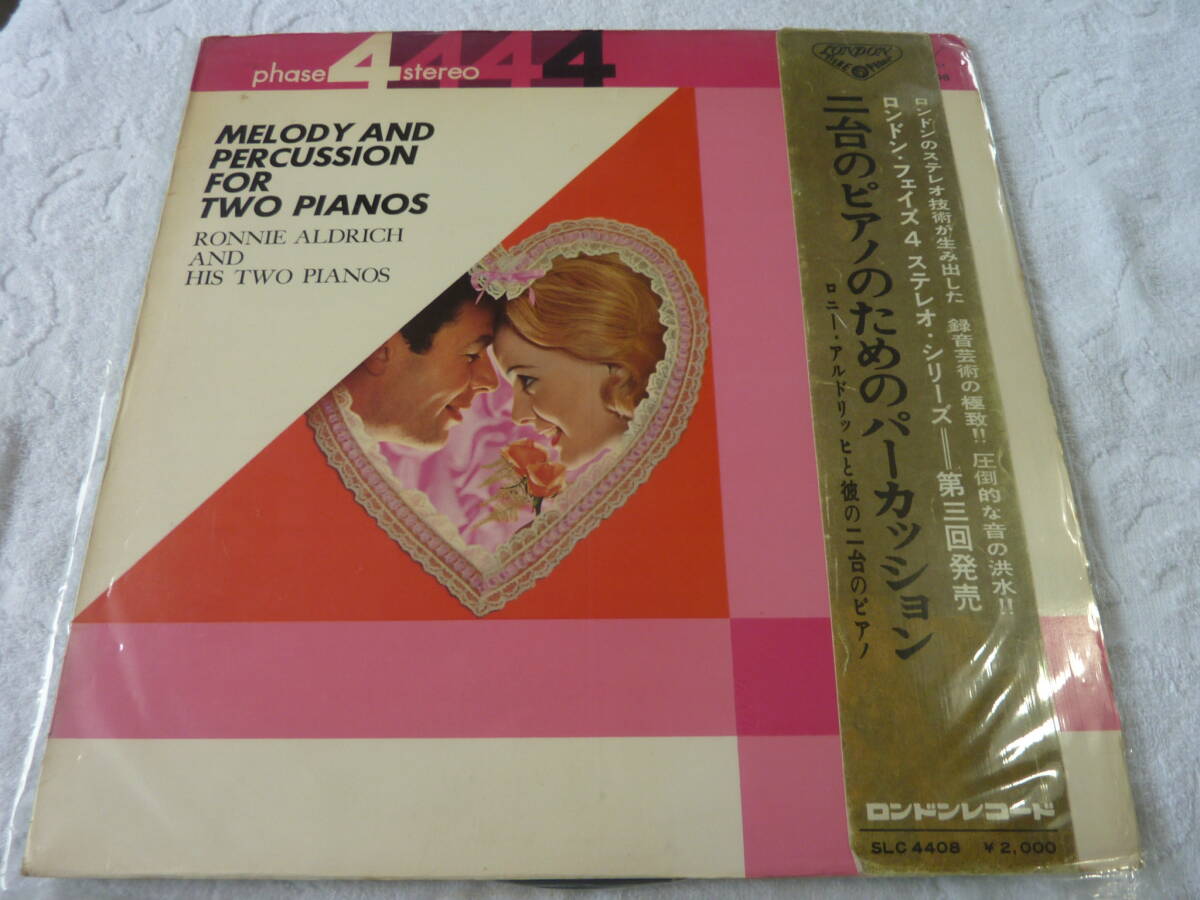 phase 4 stereo 4 4 4
MELODY AND
PERCUSSION
FOR
TWO PIANOS
RONNIE ALDRICH
AND
HIS TWO PIANOS
LONDON
PHASE 4
ロンドンのステレオ技術が生み出した 録音芸術の極致!! 圧倒的な音の洪水!!
ロンドン・フェイズ4 ステレオ・シリーズ=第三回発売
二台のピアノのためのパーカッション
ロニー・アルドリッヒと彼の二台のピアノ
ロンドンレコード
SLC 4408 ¥2,000